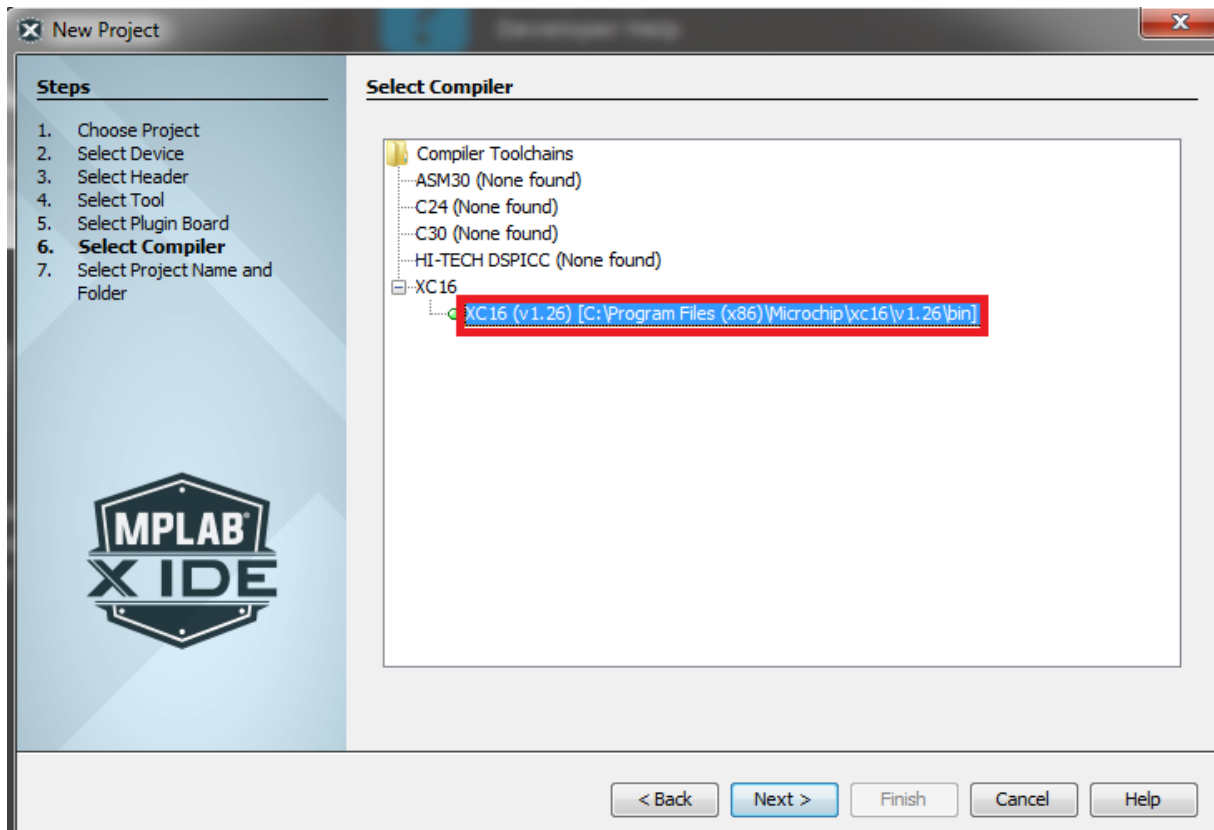 New Project
Steps
1. Choose Project
2. Select Device
3. Select Header
4. Select Tool
5. Select Plugin Board
6. Select Compiler
7. Select Project Name and
Folder
MPLAB®
X IDE
Select Compiler
Compiler Toolchains
ASM30 (None found)
C24 (None found)
C30 (None found)
HI-TECH DSPICC (None found)
XC16
XC16 (v1.26) [C:\Program Files (x86)\Microchip\xc16\v1.26\bin]
< Back Next > Finish Cancel Help